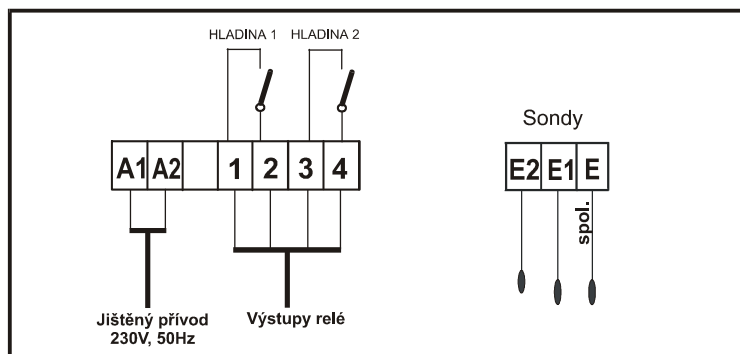 HLADINA 1 HLADINA 2
Sondy
A1 A2 1 2 3 4
E2 E1 E
spol.
Jištěný přívod
230V, 50Hz
Výstupy relé